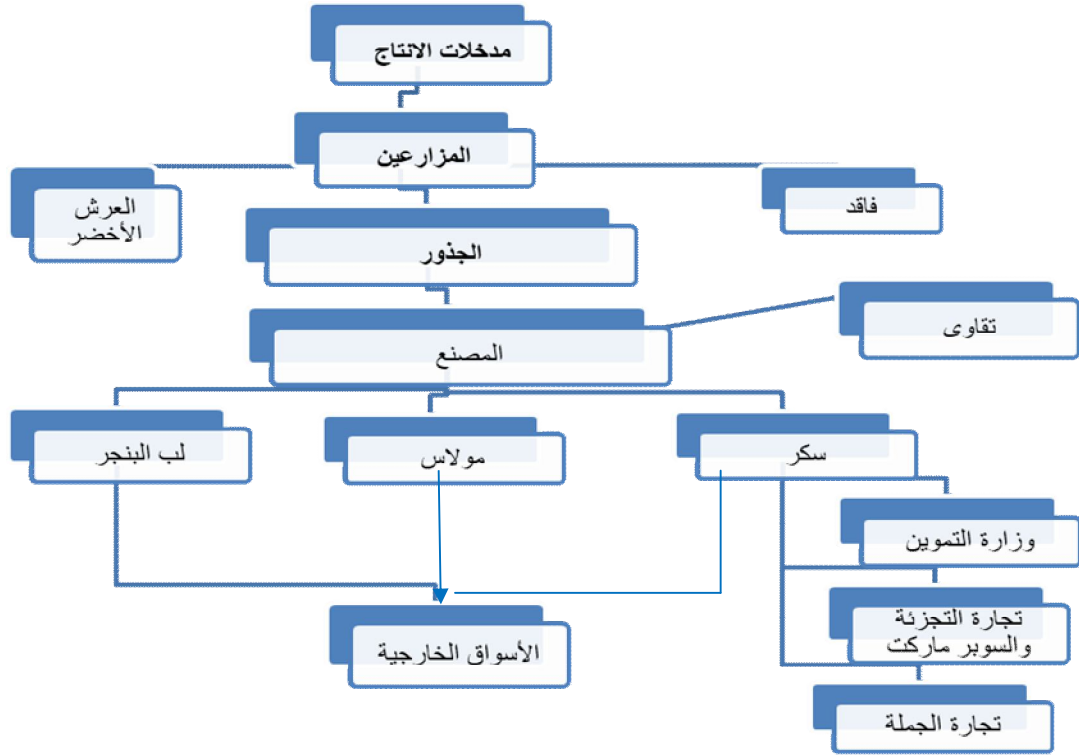 مدخلات الانتاج
المزارعين
العرش
الأخضر
فاقد
الجذور
تقاوى
المصنع
سكر
مولاس
لب البنجر
وزارة التموين
تجارة التجزئة
والسوبر ماركت
تجارة الجملة
الأسواق الخارجية